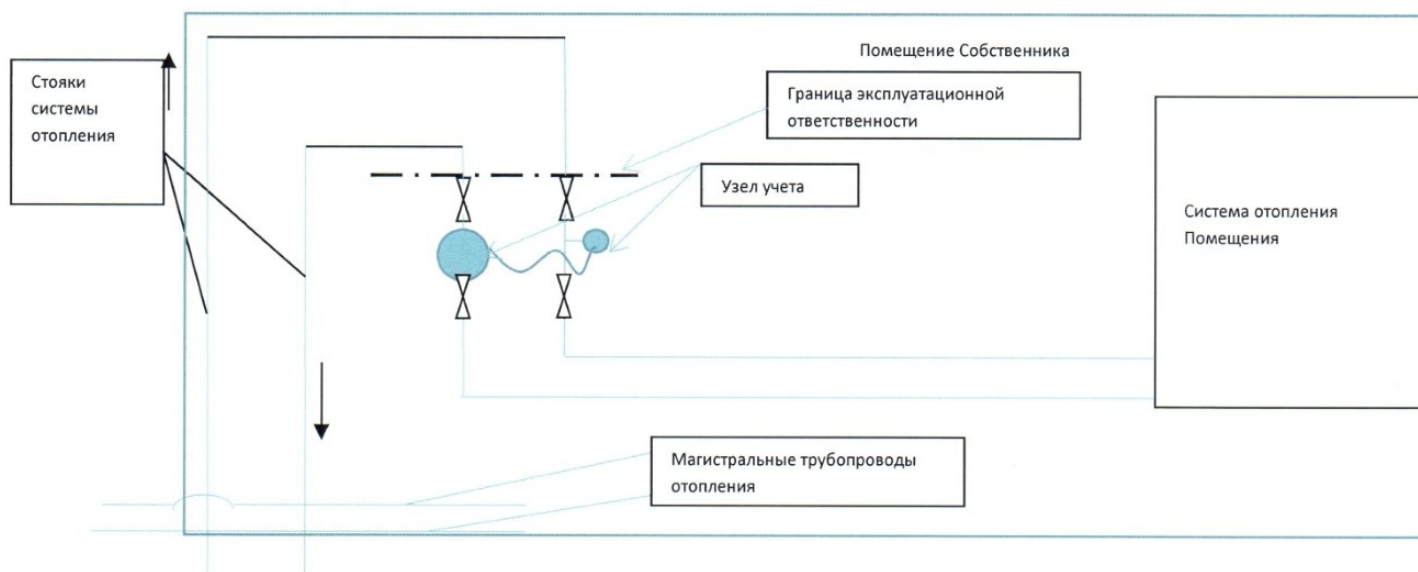 Помещение Собственника
Стояки
системы
отопления
Граница эксплуатационной
ответственности
Узел учета
Система отопления
Помещения
Магистральные трубопроводы
отопления